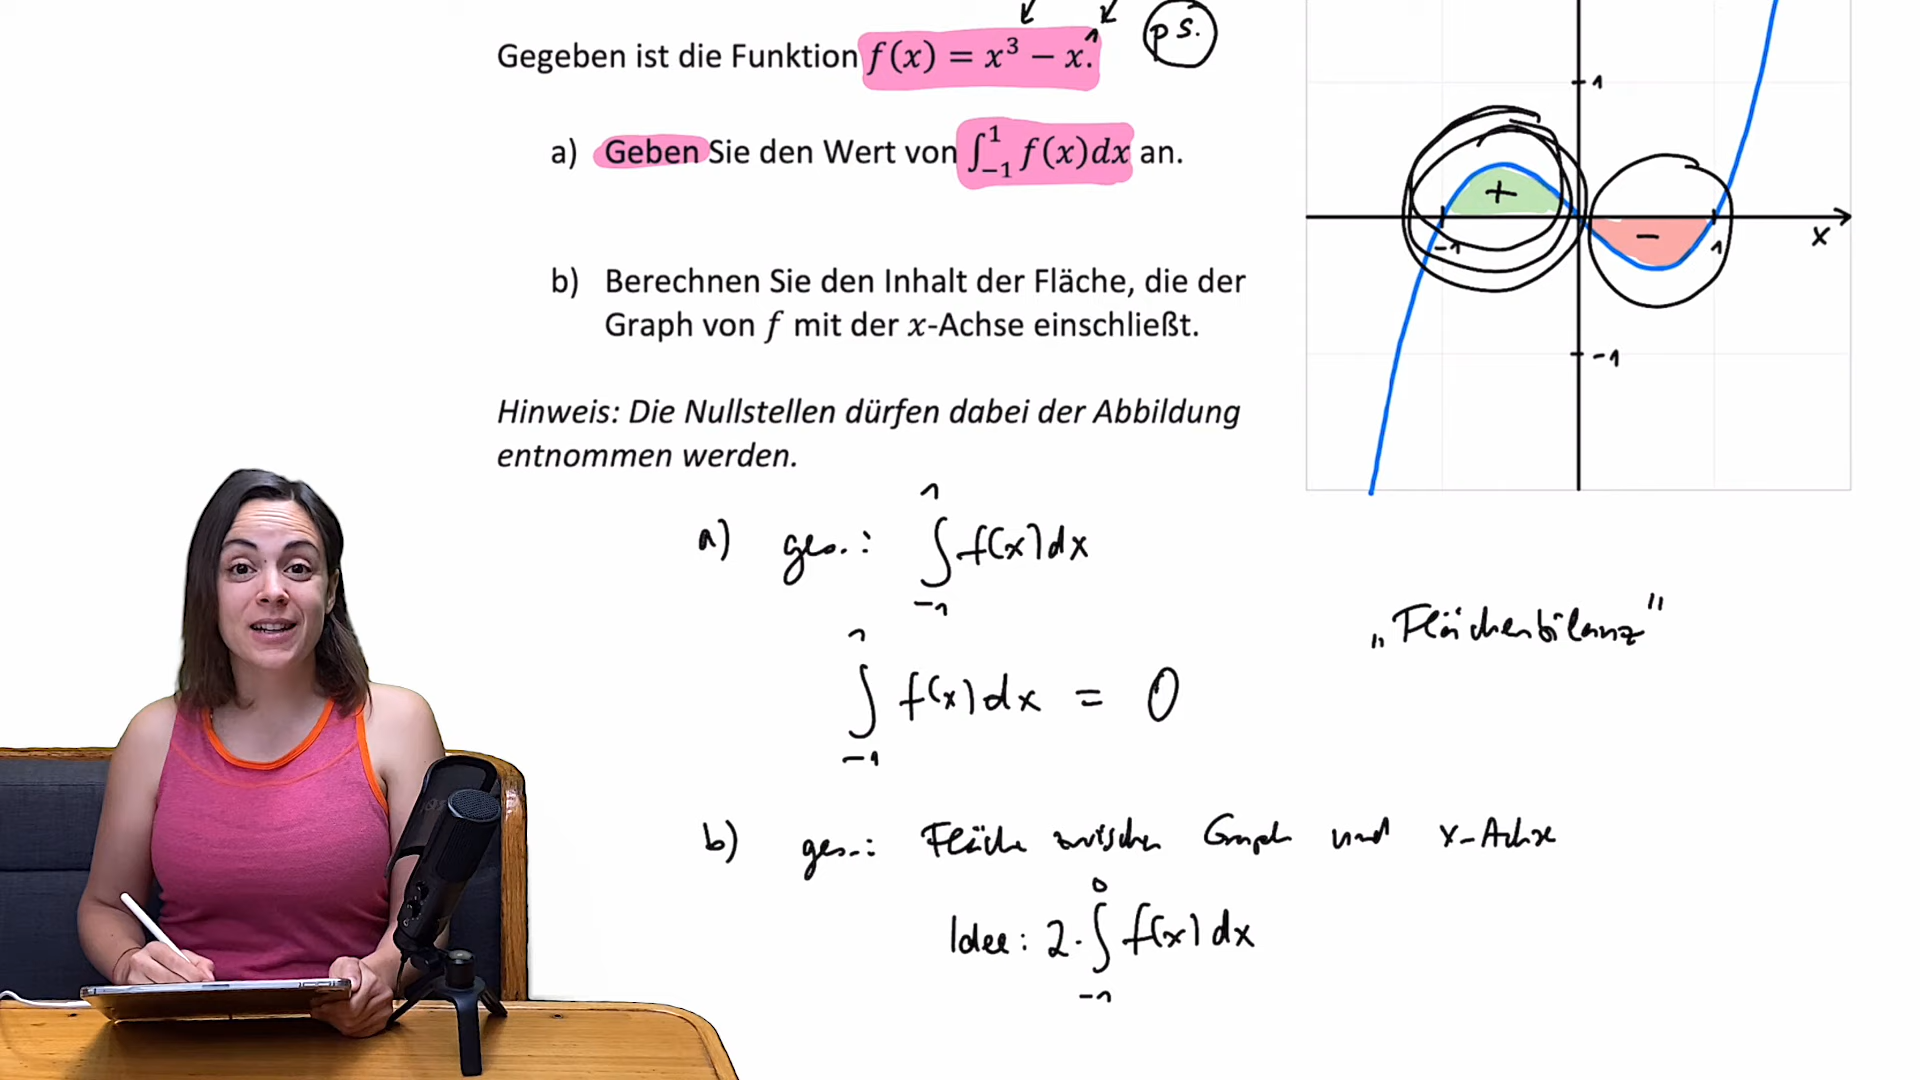 Gegeben ist die Funktion f(x) = x³ − x.¹
p s.
a) Geben Sie den Wert von ∫₋₁¹ f(x)dx an.
b) Berechnen Sie den Inhalt der Fläche, die der
Graph von f mit der x-Achse einschließt.
Hinweis: Die Nullstellen dürfen dabei der Abbildung
entnommen werden.
1
+
−
-1
1
x
-1
a) ges.: ∫₋₁¹ f(x)dx
„Flächenbilanz"
∫₋₁¹ f(x)dx = 0
b) ges.: Fläche zwischen Graph und x-Achse
Idee: 2·∫₋₁⁰ f(x)dx